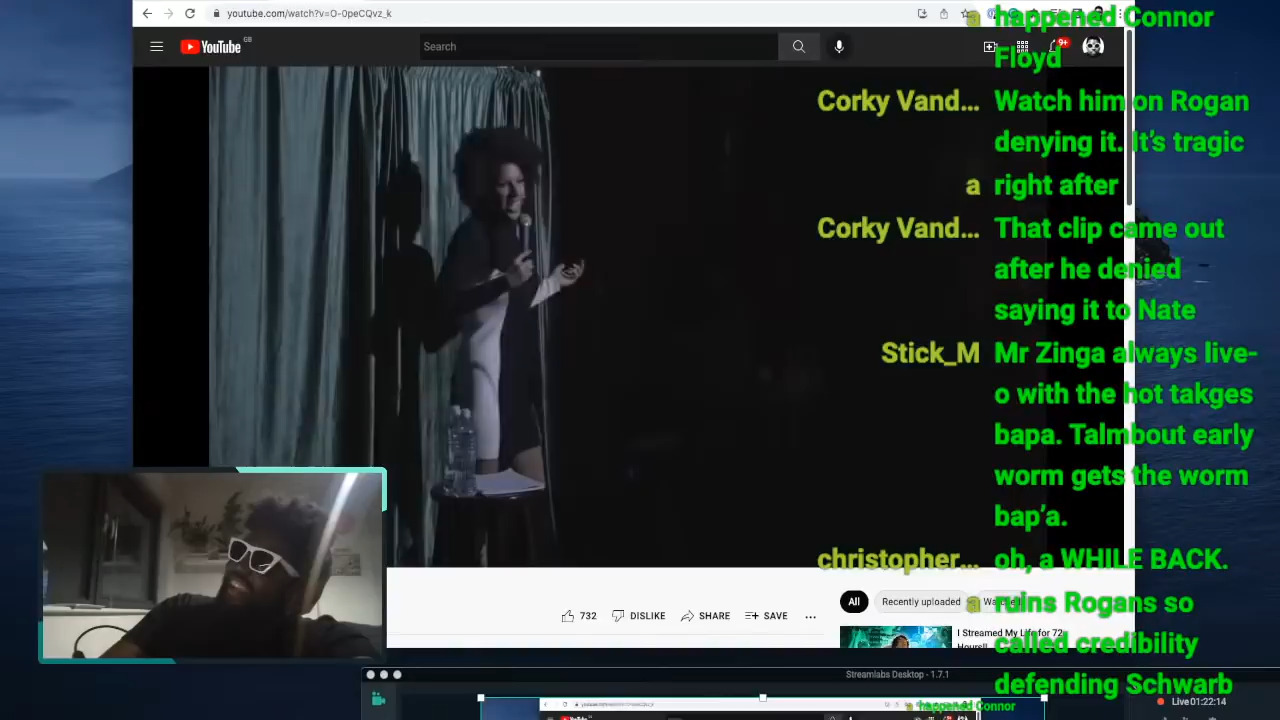 youtube.com/watch?v=O-0peCQvz_k
YouTube GB
Search
9+
a happened Connor
Floyd
Corky Vand… Watch him on Rogan
denying it. It's tragic
a right after
Corky Vand… That clip came out
after he denied
saying it to Nate
Stick_M Mr Zinga always live-
o with the hot takges
bapa. Talmbout early
worm gets the worm
bap'a.
christopher… oh, a WHILE BACK.
a ruins Rogans so
called credibility
defending Schwarb
732
DISLIKE
SHARE
SAVE
All
Recently uploaded
I Streamed My Life for 72
Streamlabs Desktop - 1.7.1
a happened Connor
Live 01:22:14